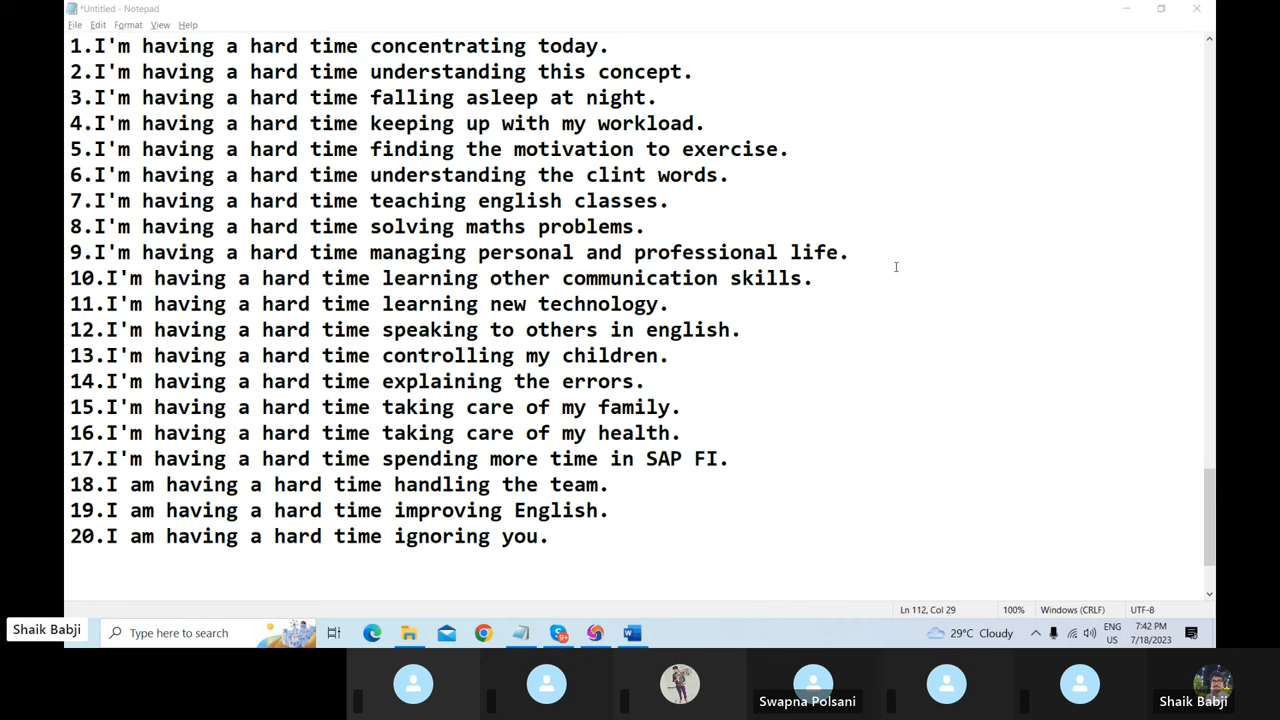 *Untitled - Notepad
File Edit Format View Help
1.I'm having a hard time concentrating today.
2.I'm having a hard time understanding this concept.
3.I'm having a hard time falling asleep at night.
4.I'm having a hard time keeping up with my workload.
5.I'm having a hard time finding the motivation to exercise.
6.I'm having a hard time understanding the clint words.
7.I'm having a hard time teaching english classes.
8.I'm having a hard time solving maths problems.
9.I'm having a hard time managing personal and professional life.
10.I'm having a hard time learning other communication skills.
11.I'm having a hard time learning new technology.
12.I'm having a hard time speaking to others in english.
13.I'm having a hard time controlling my children.
14.I'm having a hard time explaining the errors.
15.I'm having a hard time taking care of my family.
16.I'm having a hard time taking care of my health.
17.I'm having a hard time spending more time in SAP FI.
18.I am having a hard time handling the team.
19.I am having a hard time improving English.
20.I am having a hard time ignoring you.
Ln 112, Col 29 100% Windows (CRLF) UTF-8
Shaik Babji
Type here to search
9+
29°C Cloudy
ENG
US
7:42 PM
7/18/2023
Swapna Polsani
Shaik Babji